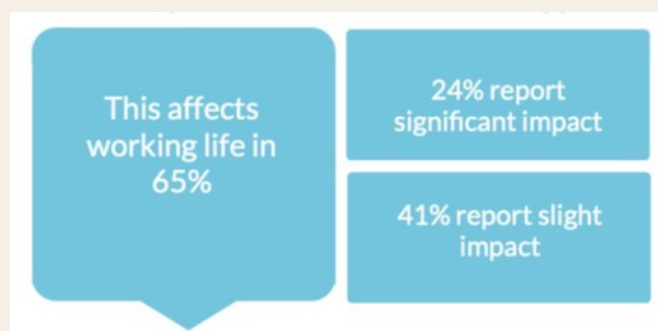 This affects
working life in
65%
24% report
significant impact
41% report slight
impact